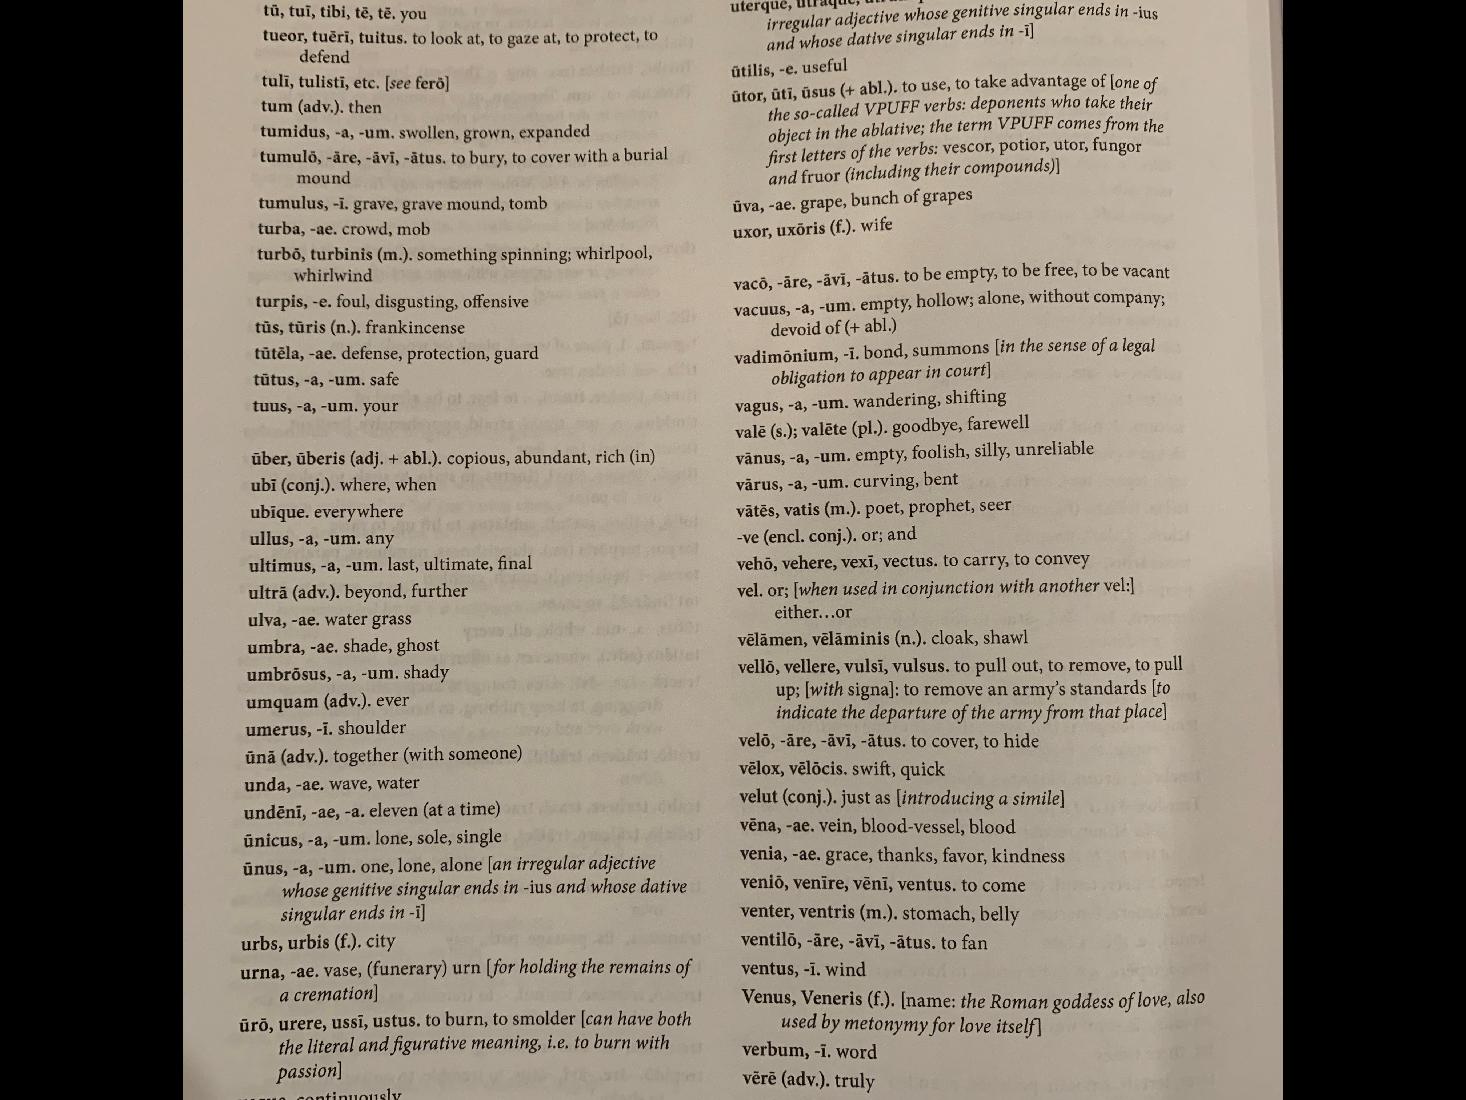 tū, tuī, tibi, tē, tē. you
tueor, tuērī, tuitus. to look at, to gaze at, to protect, to
defend
tulī, tulistī, etc. [see ferō]
tum (adv.). then
tumidus, -a, -um. swollen, grown, expanded
tumulō, -āre, -āvī, -ātus. to bury, to cover with a burial
mound
tumulus, -ī. grave, grave mound, tomb
turba, -ae. crowd, mob
turbō, turbinis (m.). something spinning; whirlpool,
whirlwind
turpis, -e. foul, disgusting, offensive
tūs, tūris (n.). frankincense
tūtēla, -ae. defense, protection, guard
tūtus, -a, -um. safe
tuus, -a, -um. your
ūber, ūberis (adj. + abl.). copious, abundant, rich (in)
ubī (conj.). where, when
ubīque. everywhere
ullus, -a, -um. any
ultimus, -a, -um. last, ultimate, final
ultrā (adv.). beyond, further
ulva, -ae. water grass
umbra, -ae. shade, ghost
umbrōsus, -a, -um. shady
umquam (adv.). ever
umerus, -ī. shoulder
ūnā (adv.). together (with someone)
unda, -ae. wave, water
undēnī, -ae, -a. eleven (at a time)
ūnicus, -a, -um. lone, sole, single
ūnus, -a, -um. one, lone, alone [an irregular adjective
whose genitive singular ends in -ius and whose dative
singular ends in -ī]
urbs, urbis (f.). city
urna, -ae. vase, (funerary) urn [for holding the remains of
a cremation]
ūrō, urere, ussī, ustus. to burn, to smolder [can have both
the literal and figurative meaning, i.e. to burn with
passion]
continuously
uterque, utraque,
irregular adjective whose genitive singular ends in -ius
and whose dative singular ends in -ī]
ūtilis, -e. useful
ūtor, ūtī, ūsus (+ abl.). to use, to take advantage of [one of
the so-called VPUFF verbs: deponents who take their
object in the ablative; the term VPUFF comes from the
first letters of the verbs: vescor, potior, utor, fungor
and fruor (including their compounds)]
ūva, -ae. grape, bunch of grapes
uxor, uxōris (f.). wife
vacō, -āre, -āvī, -ātus. to be empty, to be free, to be vacant
vacuus, -a, -um. empty, hollow; alone, without company;
devoid of (+ abl.)
vadimōnium, -ī. bond, summons [in the sense of a legal
obligation to appear in court]
vagus, -a, -um. wandering, shifting
valē (s.); valēte (pl.). goodbye, farewell
vānus, -a, -um. empty, foolish, silly, unreliable
vārus, -a, -um. curving, bent
vātēs, vatis (m.). poet, prophet, seer
-ve (encl. conj.). or; and
vehō, vehere, vexī, vectus. to carry, to convey
vel. or; [when used in conjunction with another vel:]
either…or
vēlāmen, vēlāminis (n.). cloak, shawl
vellō, vellere, vulsī, vulsus. to pull out, to remove, to pull
up; [with signa]: to remove an army's standards [to
indicate the departure of the army from that place]
velō, -āre, -āvī, -ātus. to cover, to hide
vēlox, vēlōcis. swift, quick
velut (conj.). just as [introducing a simile]
vēna, -ae. vein, blood-vessel, blood
venia, -ae. grace, thanks, favor, kindness
veniō, venīre, vēnī, ventus. to come
venter, ventris (m.). stomach, belly
ventilō, -āre, -āvī, -ātus. to fan
ventus, -ī. wind
Venus, Veneris (f.). [name: the Roman goddess of love, also
used by metonymy for love itself]
verbum, -ī. word
vērē (adv.). truly